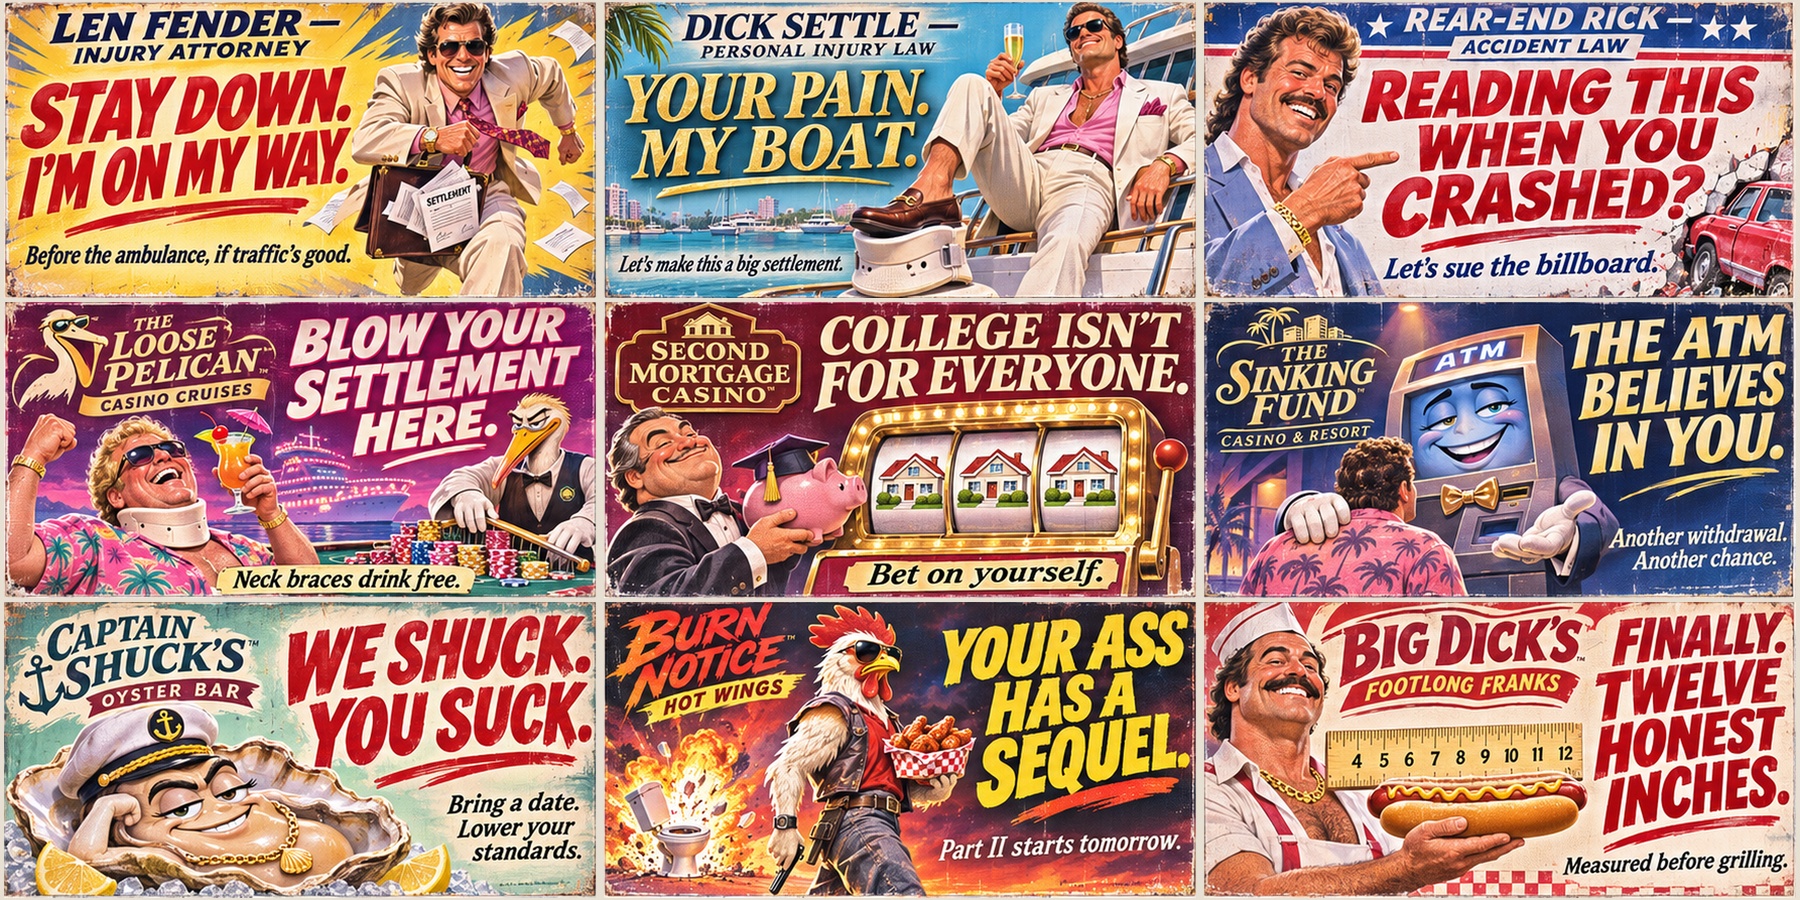 LEN FENDER —
INJURY ATTORNEY
STAY DOWN.
I'M ON MY WAY.
SETTLEMENT
Before the ambulance, if traffic's good.
DICK SETTLE —
PERSONAL INJURY LAW
YOUR PAIN.
MY BOAT.
Let's make this a big settlement.
REAR-END RICK —
ACCIDENT LAW
READING THIS
WHEN YOU
CRASHED?
Let's sue the billboard.
THE
LOOSE
PELICAN™
CASINO CRUISES
BLOW YOUR
SETTLEMENT
HERE.
Neck braces drink free.
SECOND
MORTGAGE
CASINO™
COLLEGE ISN'T
FOR EVERYONE.
Bet on yourself.
THE
SINKING
FUND™
CASINO & RESORT
ATM
THE ATM
BELIEVES
IN YOU.
Another withdrawal.
Another chance.
CAPTAIN
SHUCK'S™
OYSTER BAR
WE SHUCK.
YOU SUCK.
Bring a date.
Lower your
standards.
BURN
NOTICE™
HOT WINGS
YOUR ASS
HAS A
SEQUEL.
Part II starts tomorrow.
BIG DICK'S™
FOOTLONG FRANKS
FINALLY.
TWELVE
HONEST
INCHES.
4 5 6 7 8 9 10 11 12
Measured before grilling.